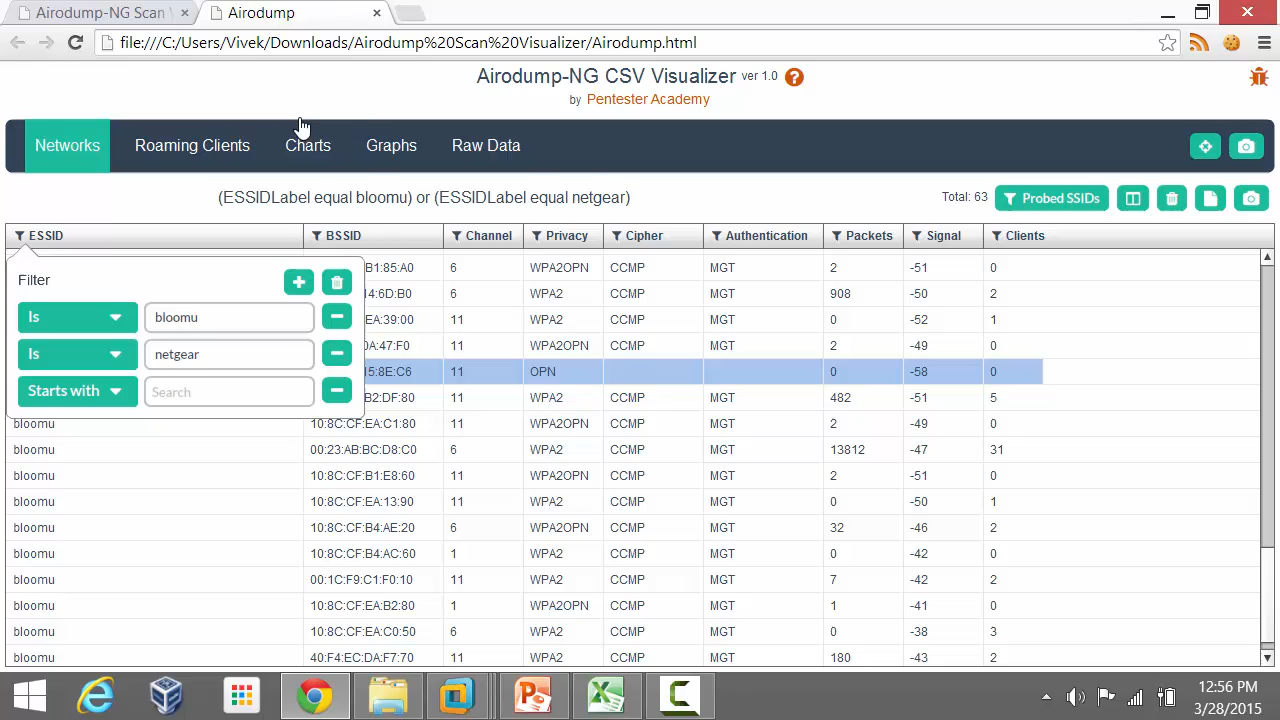 Airodump-NG Scan V
Airodump
file:///C:/Users/Vivek/Downloads/Airodump%20Scan%20Visualizer/Airodump.html
Airodump-NG CSV Visualizer ver 1.0 ?
by Pentester Academy
Networks Roaming Clients Charts Graphs Raw Data
(ESSIDLabel equal bloomu) or (ESSIDLabel equal netgear) Total: 63 Probed SSIDs
ESSID BSSID Channel Privacy Cipher Authentication Packets Signal Clients
B1:85:A0 6 WPA2OPN CCMP MGT 2 -51 0
Filter
4:6D:B0 6 WPA2 CCMP MGT 908 -50 2
Is bloomu EA:39:00 11 WPA2 CCMP MGT 0 -52 1
Is netgear DA:47:F0 11 WPA2OPN CCMP MGT 2 -49 0
5:8E:C6 11 OPN 0 -58 0
Starts with Search B2:DF:80 6 WPA2 CCMP MGT 482 -51 5
bloomu 10:8C:CF:EA:C1:80 11 WPA2OPN CCMP MGT 2 -49 0
bloomu 00:23:AB:BC:D8:C0 6 WPA2 CCMP MGT 13812 -47 31
bloomu 10:8C:CF:B1:E8:60 11 WPA2OPN CCMP MGT 2 -51 0
bloomu 10:8C:CF:EA:13:90 11 WPA2 CCMP MGT 0 -50 1
bloomu 10:8C:CF:B4:AE:20 6 WPA2OPN CCMP MGT 32 -46 2
bloomu 10:8C:CF:B4:AC:60 1 WPA2 CCMP MGT 0 -42 0
bloomu 00:1C:F9:C1:F0:10 11 WPA2 CCMP MGT 7 -42 2
bloomu 10:8C:CF:EA:B2:80 1 WPA2OPN CCMP MGT 1 -41 0
bloomu 10:8C:CF:EA:C0:50 6 WPA2 CCMP MGT 0 -38 3
bloomu 40:F4:EC:DA:F7:70 11 WPA2 CCMP MGT 180 -43 2
12:56 PM
3/28/2015